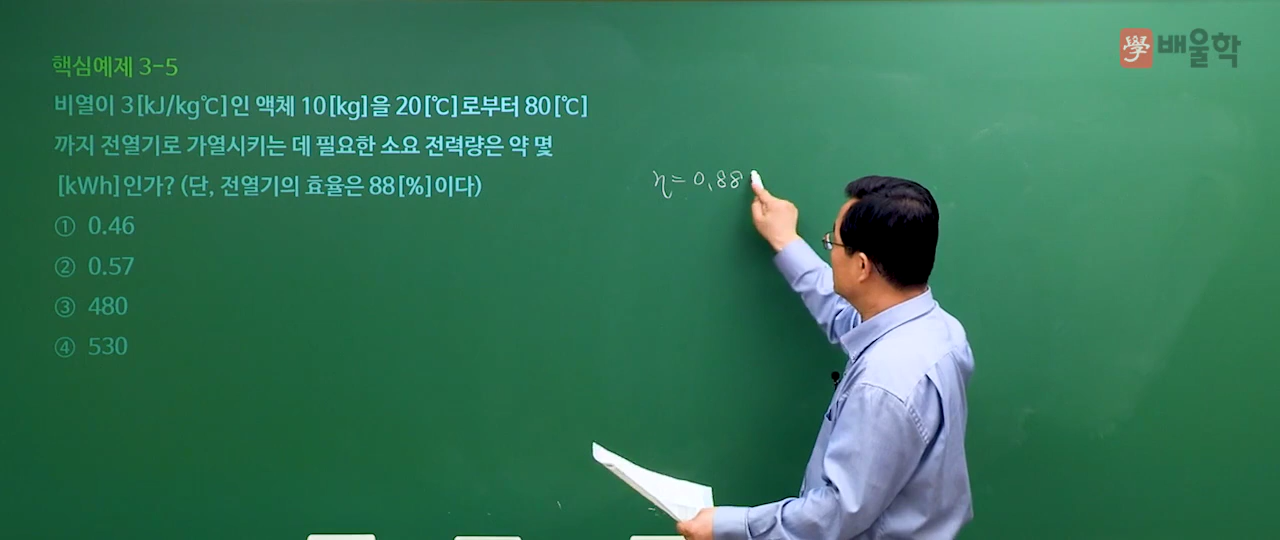 學 배울학
핵심예제 3-5
비열이 3[kJ/kg℃]인 액체 10[kg]을 20[℃]로부터 80[℃]
까지 전열기로 가열시키는 데 필요한 소요 전력량은 약 몇
[kWh]인가? (단, 전열기의 효율은 88[%]이다)
① 0.46
② 0.57
③ 480
④ 530
η= 0.88